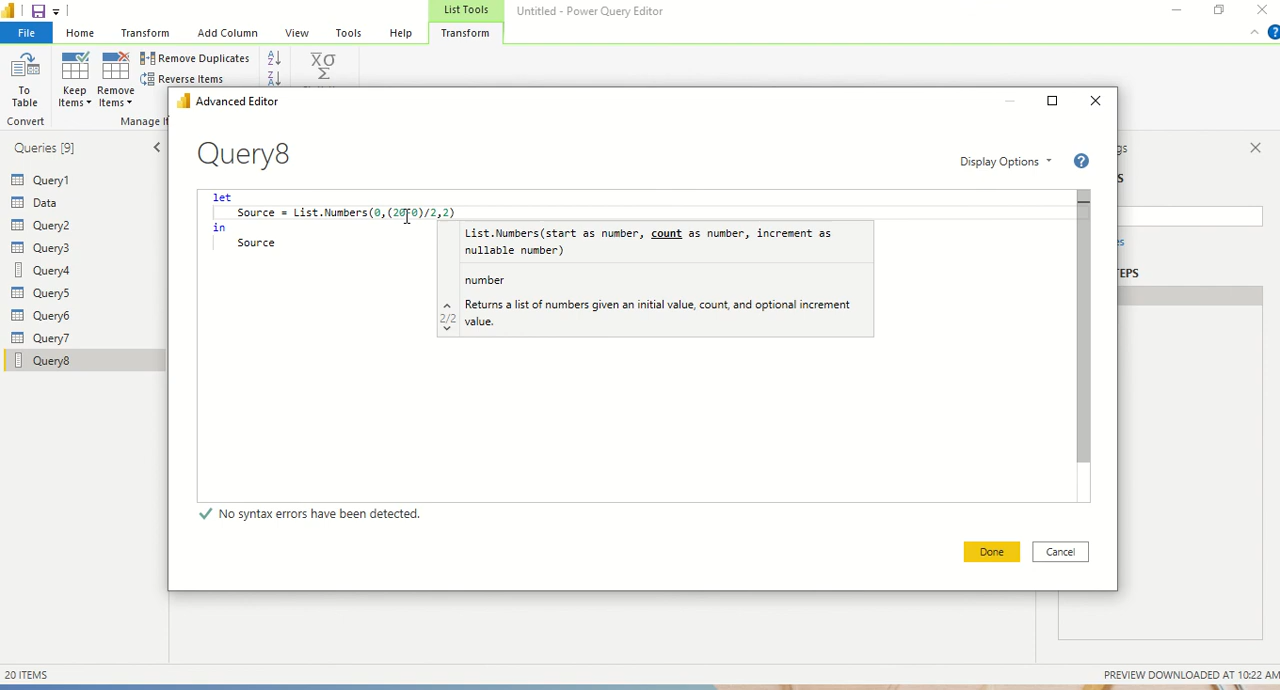 List Tools
Untitled - Power Query Editor
File
Home
Transform
Add Column
View
Tools
Help
Transform
To
Table
Keep
Items
Remove
Items
Remove Duplicates
Reverse Items
Convert
Manage It
Queries [9]
Query1
Data
Query2
Query3
Query4
Query5
Query6
Query7
Query8
Advanced Editor
Query8
Display Options
let
Source = List.Numbers(0,(20-0)/2,2)
in
Source
List.Numbers(start as number, count as number, increment as
nullable number)
number
Returns a list of numbers given an initial value, count, and optional increment
value.
2/2
No syntax errors have been detected.
Done
Cancel
gs
S
es
TEPS
20 ITEMS
PREVIEW DOWNLOADED AT 10:22 AM